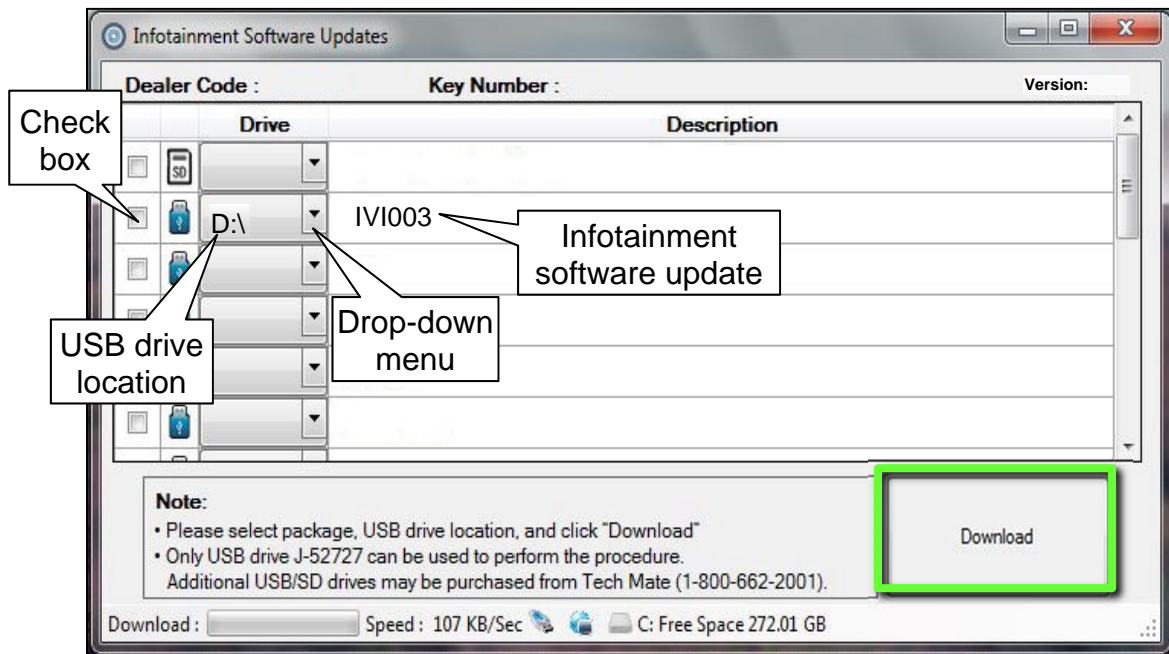 Infotainment Software Updates
Dealer Code :
Key Number :
Version:
Check
box
Drive
Description
SD
D:\
IVI003
Infotainment
software update
USB drive
location
Drop-down
menu
Note:
• Please select package, USB drive location, and click "Download"
• Only USB drive J-52727 can be used to perform the procedure.
Additional USB/SD drives may be purchased from Tech Mate (1-800-662-2001).
Download
Download :
Speed : 107 KB/Sec
C: Free Space 272.01 GB